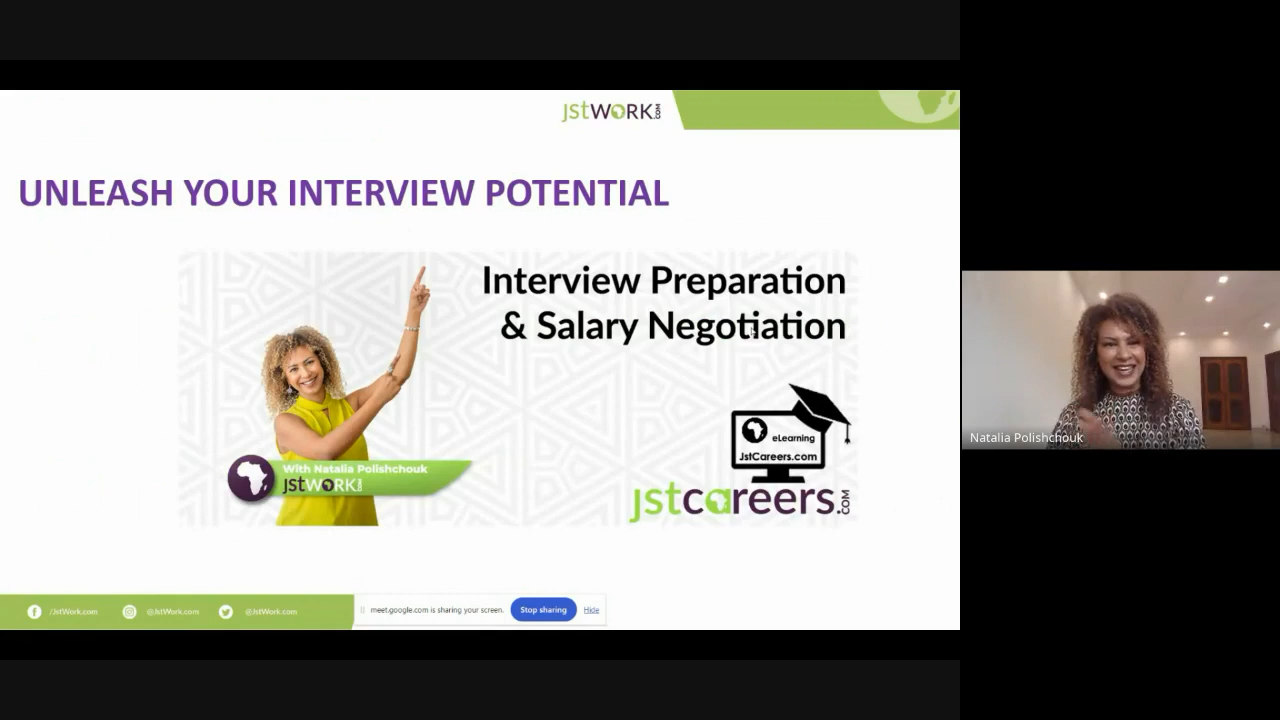 JSTWORK.COM
UNLEASH YOUR INTERVIEW POTENTIAL
Interview Preparation
& Salary Negotiation
eLearning
JstCareers.com
With Natalia Polishchouk
JSTWORK.COM
jstcareers.COM
Natalia Polishchouk
/JstWork.com
@JstWork.com
@JstWork.com
meet.google.com is sharing your screen.
Stop sharing
Hide